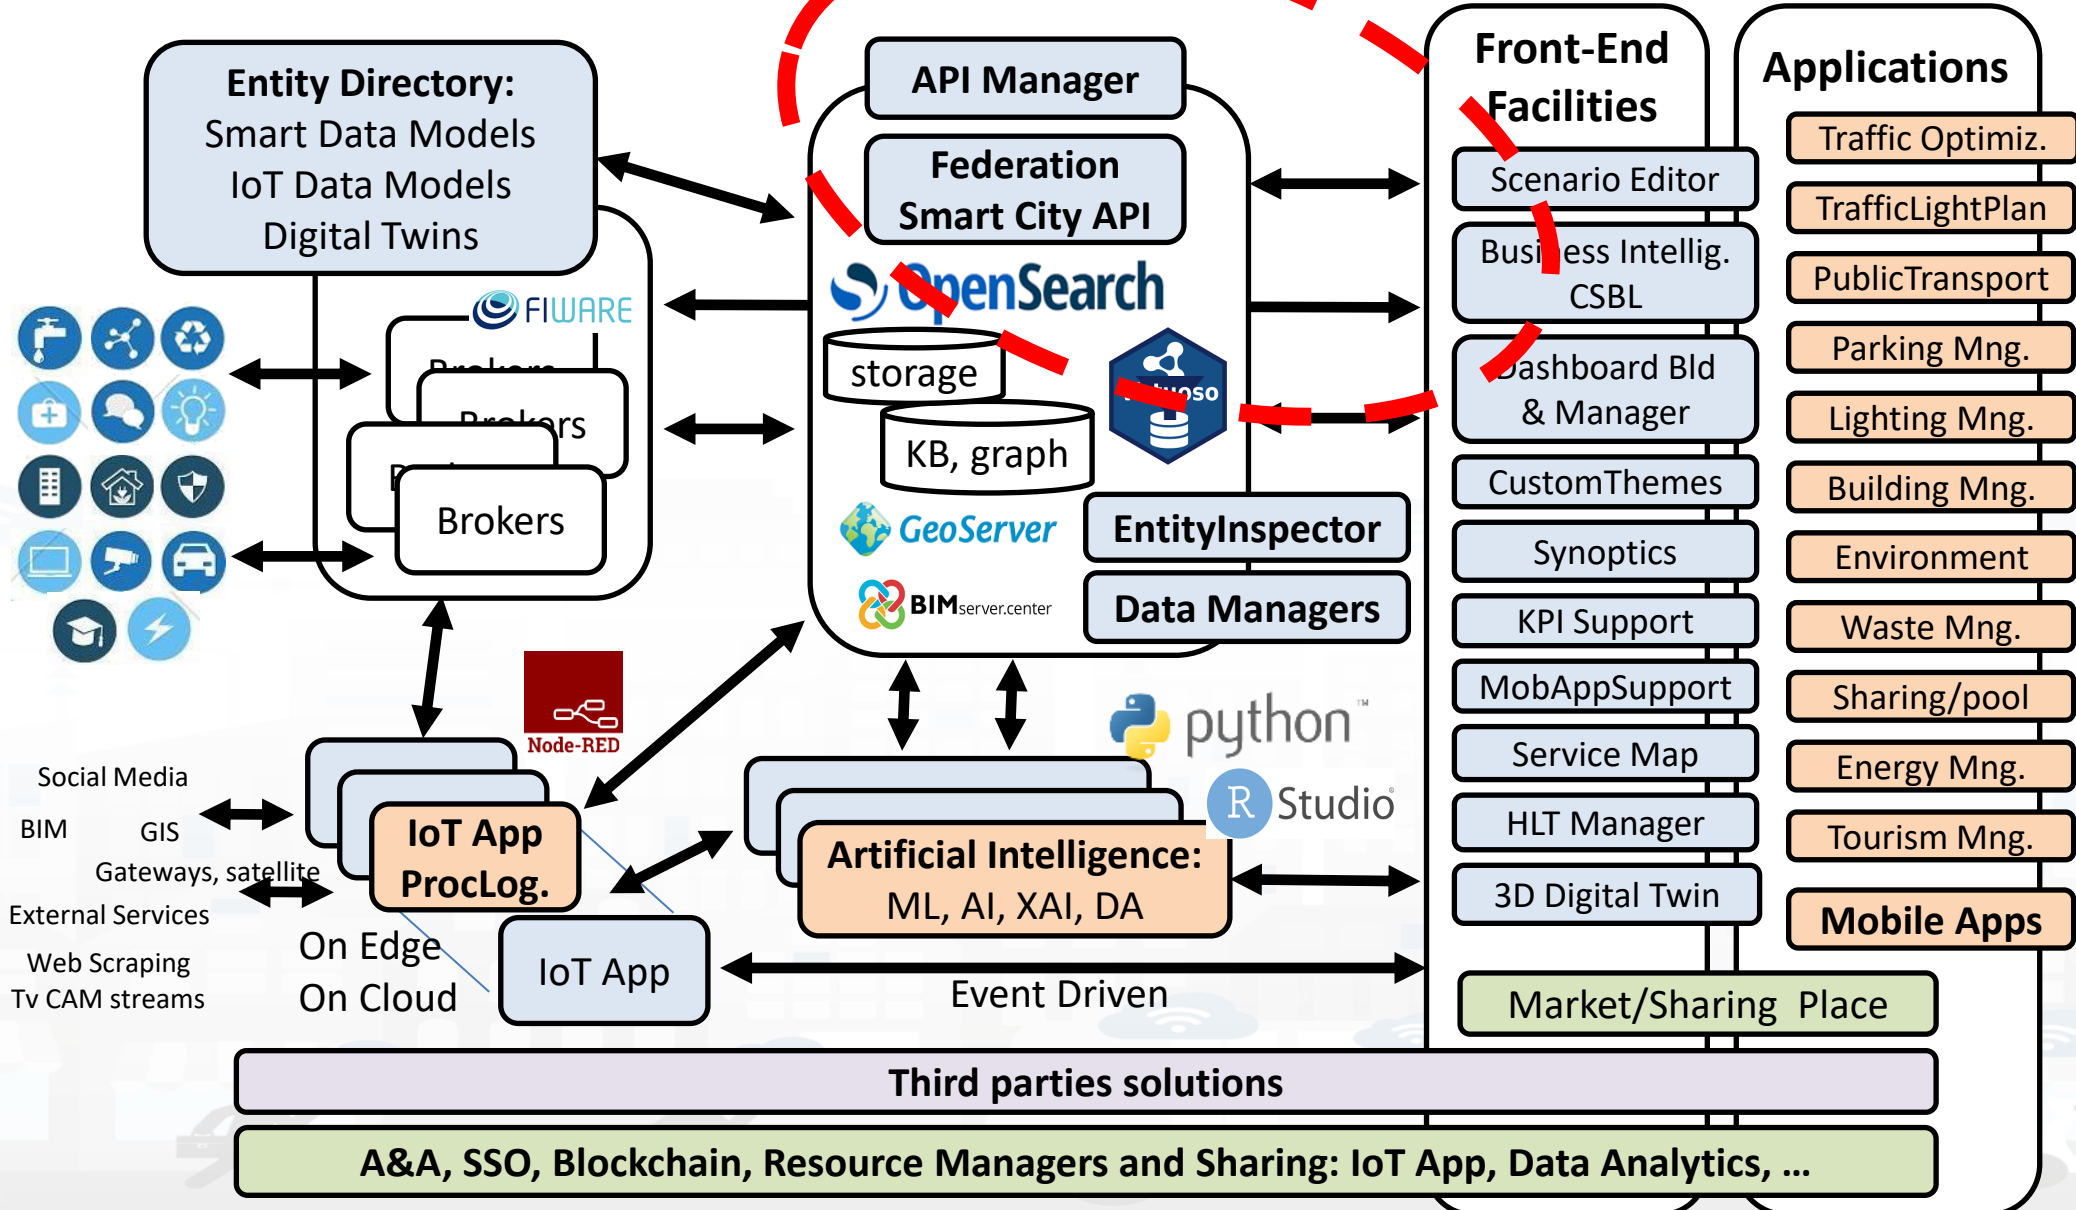 Entity Directory:
Smart Data Models
IoT Data Models
Digital Twins
FIWARE
Brokers
Brokers
Brokers
API Manager
Federation
Smart City API
OpenSearch
storage
KB, graph
GeoServer
BIMserver.center
EntityInspector
Data Managers
Node-RED
python™
R Studio
Social Media
BIM
GIS
Gateways, satellite
External Services
Web Scraping
Tv CAM streams
IoT App
ProcLog.
On Edge
On Cloud
IoT App
Artificial Intelligence:
ML, AI, XAI, DA
Event Driven
Front-End
Facilities
Scenario Editor
Business Intellig.
CSBL
Dashboard Bld
& Manager
CustomThemes
Synoptics
KPI Support
MobAppSupport
Service Map
HLT Manager
3D Digital Twin
Applications
Traffic Optimiz.
TrafficLightPlan
PublicTransport
Parking Mng.
Lighting Mng.
Building Mng.
Environment
Waste Mng.
Sharing/pool
Energy Mng.
Tourism Mng.
Mobile Apps
Market/Sharing Place
Third parties solutions
A&A, SSO, Blockchain, Resource Managers and Sharing: IoT App, Data Analytics, ...